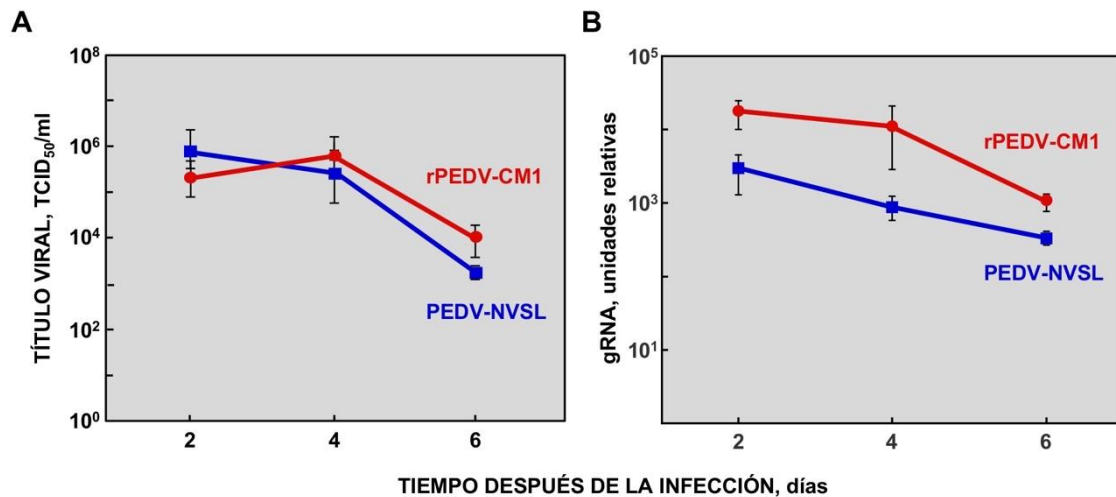 A
TÍTULO VIRAL, TCID₅₀/ml
10⁸
10⁶
10⁴
10²
10⁰
rPEDV-CM1
PEDV-NVSL
2 4 6
B
gRNA, unidades relativas
10⁵
10³
10¹
rPEDV-CM1
PEDV-NVSL
2 4 6
TIEMPO DESPUÉS DE LA INFECCIÓN, días